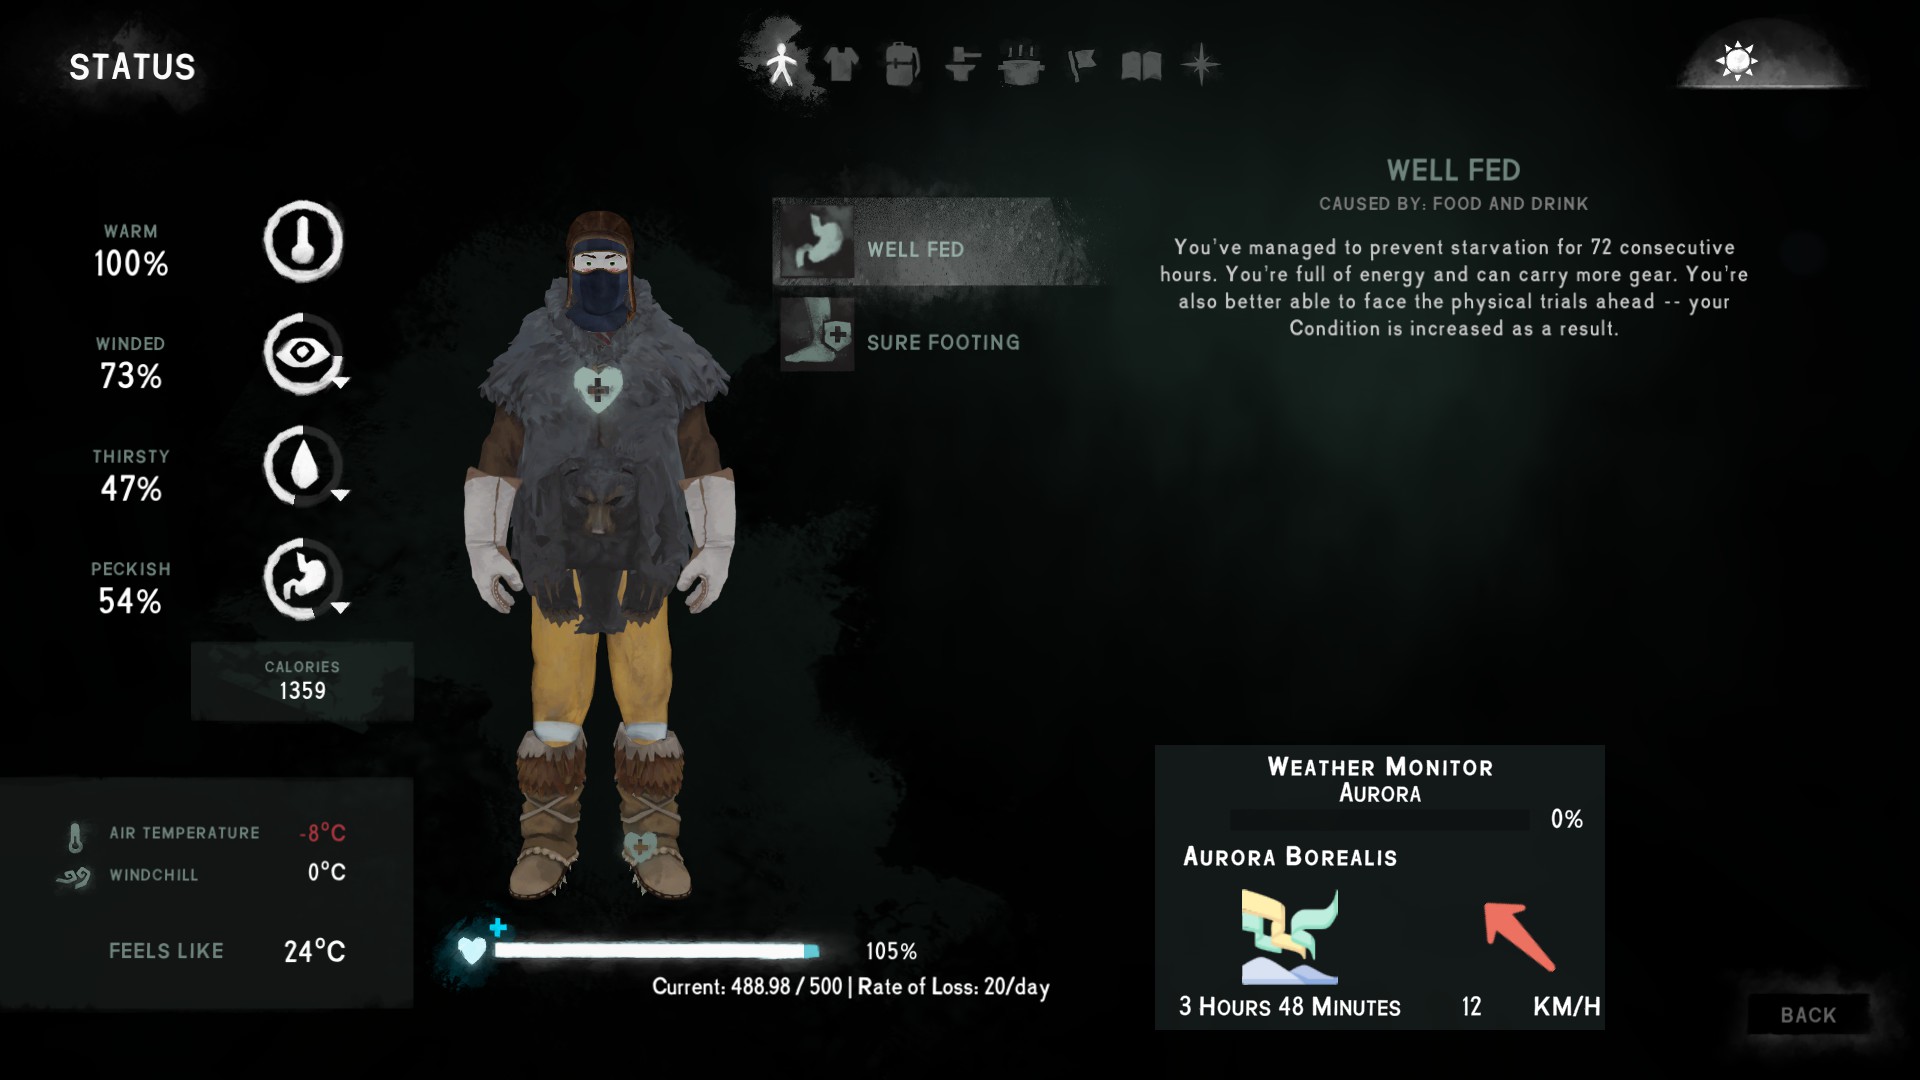 STATUS
WARM
100%
WINDED
73%
THIRSTY
47%
PECKISH
54%
CALORIES
1359
AIR TEMPERATURE -8°C
WINDCHILL 0°C
FEELS LIKE 24°C
WELL FED
SURE FOOTING
105%
Current: 488.98 / 500 | Rate of Loss: 20/day
WELL FED
CAUSED BY: FOOD AND DRINK
You've managed to prevent starvation for 72 consecutive
hours. You're full of energy and can carry more gear. You're
also better able to face the physical trials ahead -- your
Condition is increased as a result.
Weather Monitor
Aurora
0%
Aurora Borealis
3 Hours 48 Minutes 12 KM/H
BACK